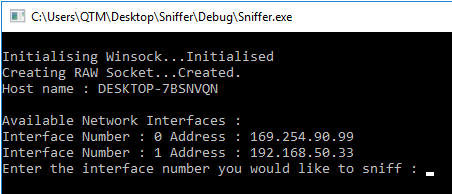 C:\Users\QTM\Desktop\Sniffer\Debug\Sniffer.exe
Initialising Winsock...Initialised
Creating RAW Socket...Created.
Host name : DESKTOP-7BSNVQN
Available Network Interfaces :
Interface Number : 0 Address : 169.254.90.99
Interface Number : 1 Address : 192.168.50.33
Enter the interface number you would like to sniff :